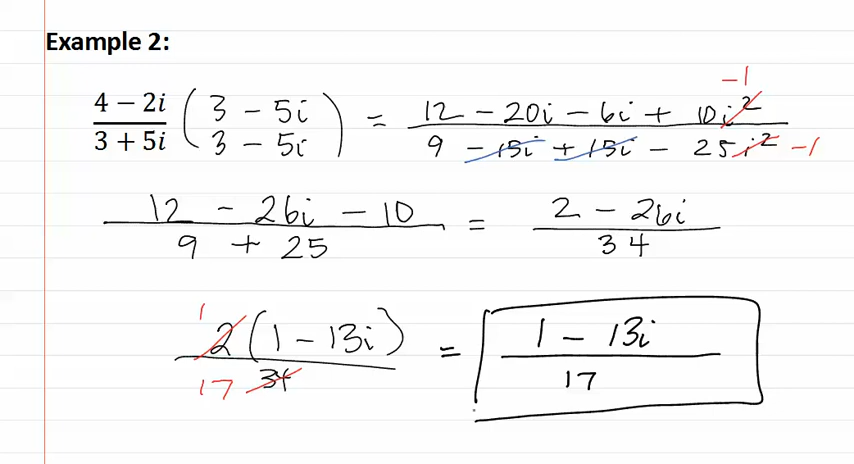 Example 2:
(4 − 2i)/(3 + 5i) ((3 − 5i)/(3 − 5i)) = (12 − 20i − 6i + 10i² −1)/(9 − 15i + 15i − 25i² −1)
(12 − 26i − 10)/(9 + 25) = (2 − 26i)/(34)
1 2(1 − 13i)/(17 34) = (1 − 13i)/(17)